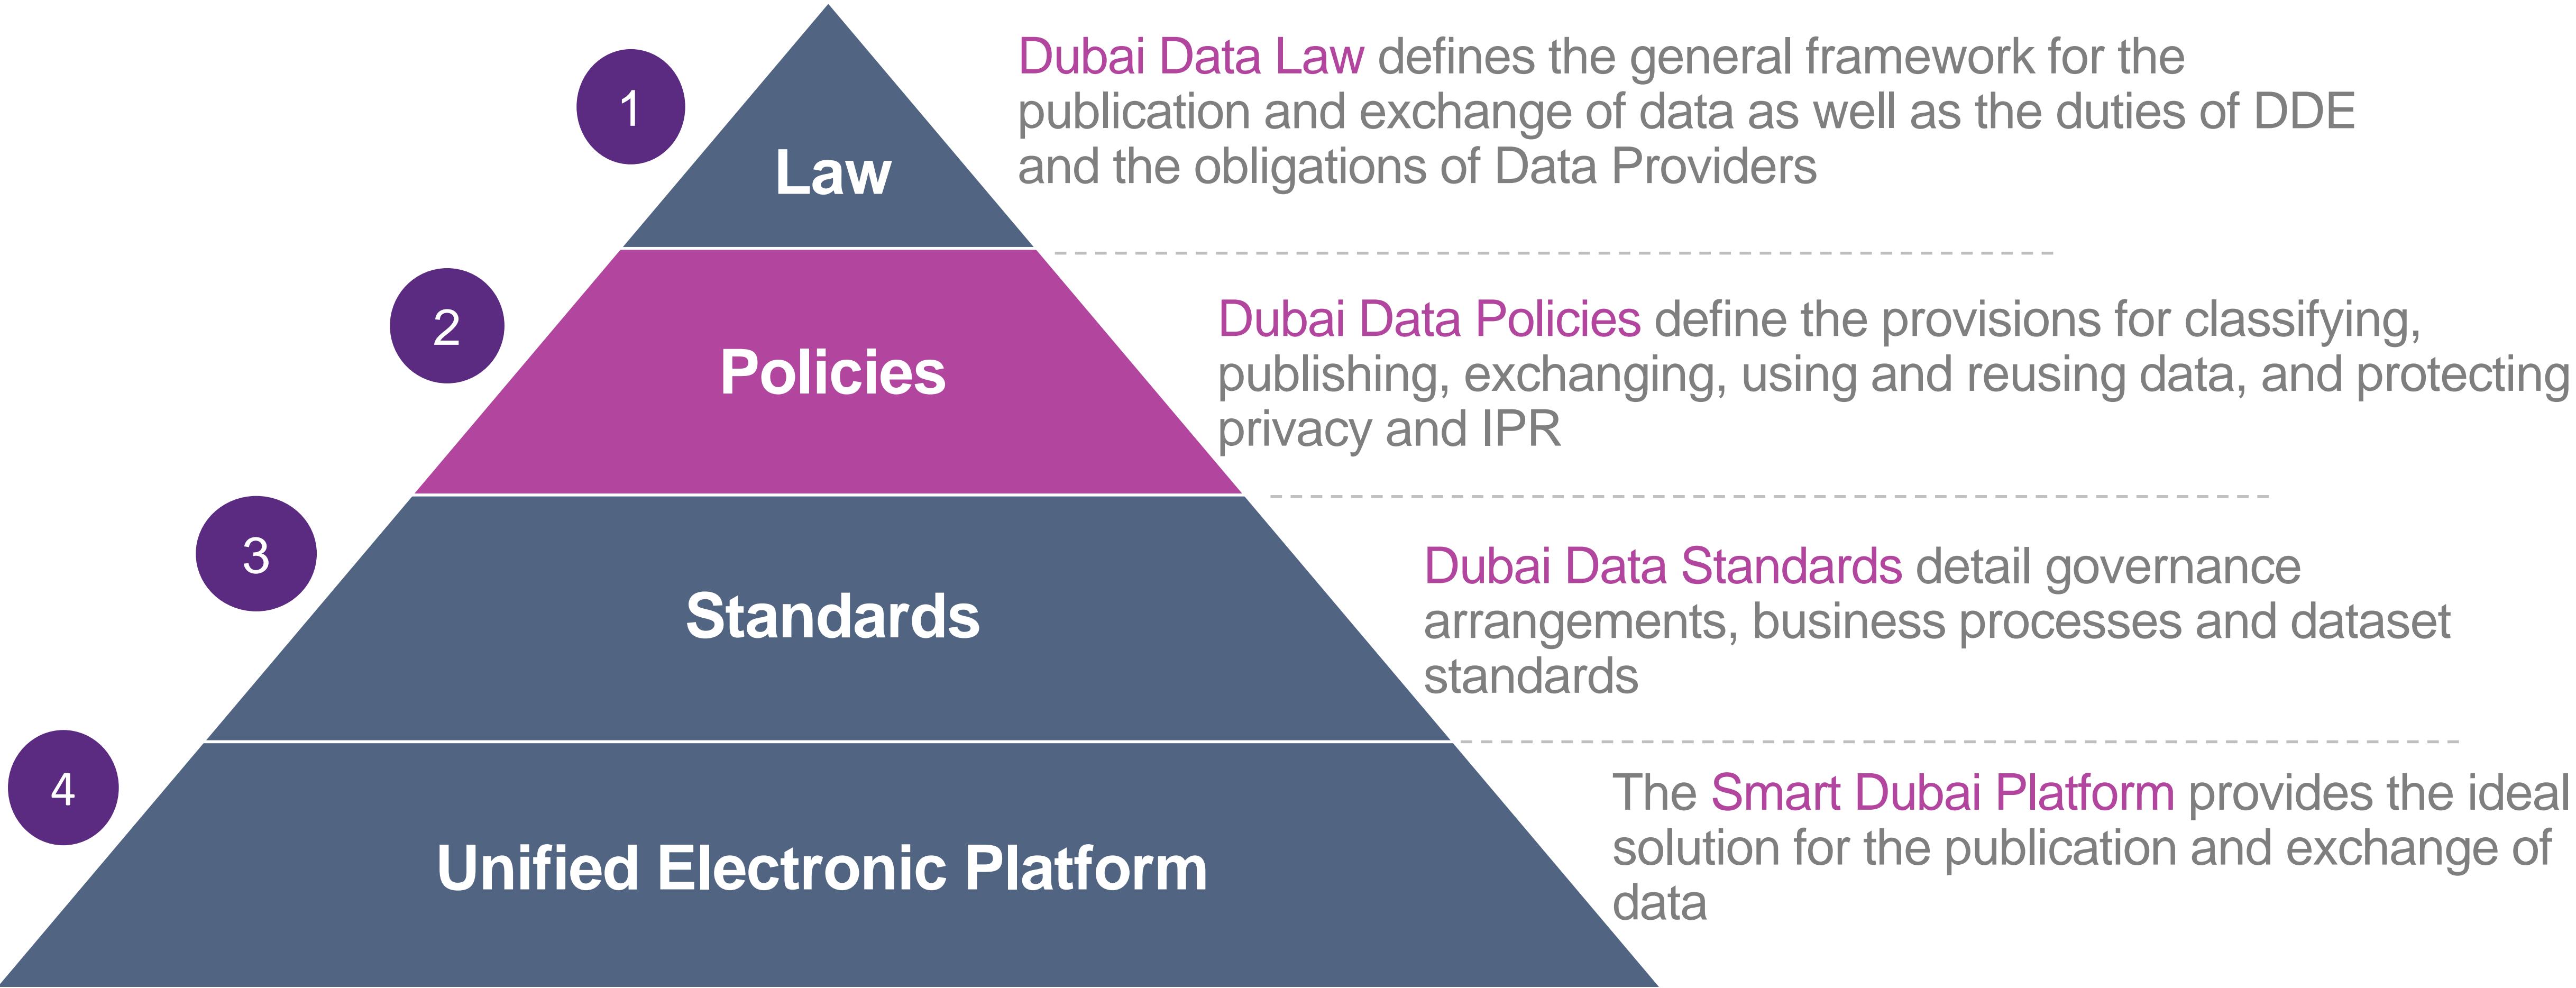 1
Law
Dubai Data Law defines the general framework for the
publication and exchange of data as well as the duties of DDE
and the obligations of Data Providers
2
Policies
Dubai Data Policies define the provisions for classifying,
publishing, exchanging, using and reusing data, and protecting
privacy and IPR
3
Standards
Dubai Data Standards detail governance
arrangements, business processes and dataset
standards
4
Unified Electronic Platform
The Smart Dubai Platform provides the ideal
solution for the publication and exchange of
data